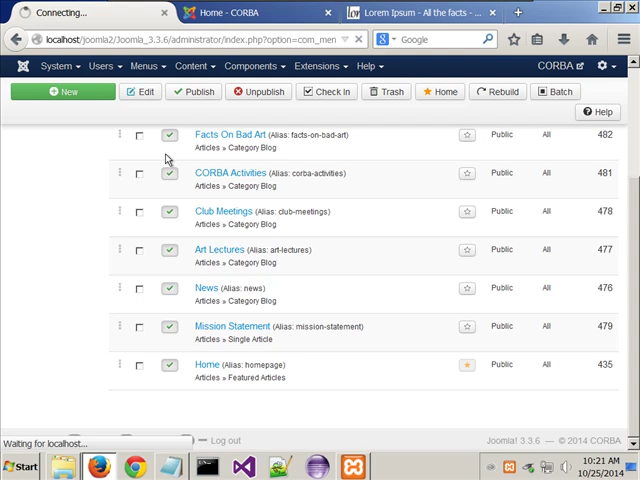 Connecting...
Home - CORBA
Lorem Ipsum - All the facts - ...
localhost/joomla2/Joomla_3.3.6/administrator/index.php?option=com_men
Google
System
Users
Menus
Content
Components
Extensions
Help
CORBA
New
Edit
Publish
Unpublish
Check In
Trash
Home
Rebuild
Batch
Help
Facts On Bad Art (Alias: facts-on-bad-art) Public All 482
Articles » Category Blog
CORBA Activities (Alias: corba-activities) Public All 481
Articles » Category Blog
Club Meetings (Alias: club-meetings) Public All 478
Articles » Category Blog
Art Lectures (Alias: art-lectures) Public All 477
Articles » Category Blog
News (Alias: news) Public All 476
Articles » Category Blog
Mission Statement (Alias: mission-statement) Public All 479
Articles » Single Article
Home (Alias: homepage) Public All 435
Articles » Featured Articles
Waiting for localhost...
Log out
Joomla! 3.3.6 — © 2014 CORBA
Start
10:21 AM
10/25/2014